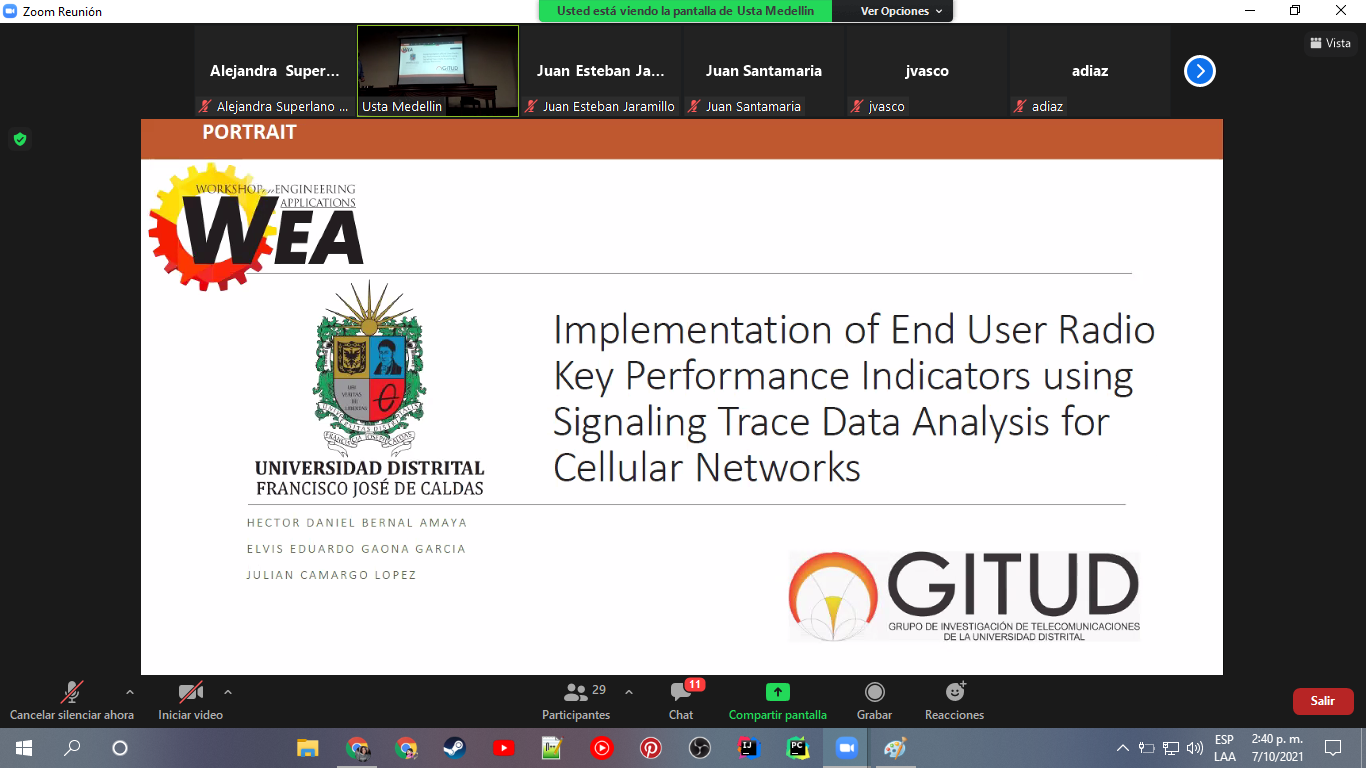 Zoom Reunión
Usted está viendo la pantalla de Usta Medellin
Ver Opciones
Vista
Alejandra Super...
Juan Esteban Ja...
Juan Santamaria
jvasco
adiaz
Alejandra Superlano ...
Usta Medellin
Juan Esteban Jaramillo
Juan Santamaria
jvasco
adiaz
PORTRAIT
WORKSHOP on ENGINEERING
APPLICATIONS
WEA
UNIVERSIDAD DISTRITAL
FRANCISCO JOSÉ DE CALDAS
Implementation of End User Radio
Key Performance Indicators using
Signaling Trace Data Analysis for
Cellular Networks
HECTOR DANIEL BERNAL AMAYA
ELVIS EDUARDO GAONA GARCIA
JULIAN CAMARGO LOPEZ
GITUD
GRUPO DE INVESTIGACIÓN DE TELECOMUNICACIONES
DE LA UNIVERSIDAD DISTRITAL
Cancelar silenciar ahora
Iniciar video
29
Participantes
11
Chat
Compartir pantalla
Grabar
Reacciones
Salir
IJ
PC
ESP
LAA
2:40 p. m.
7/10/2021